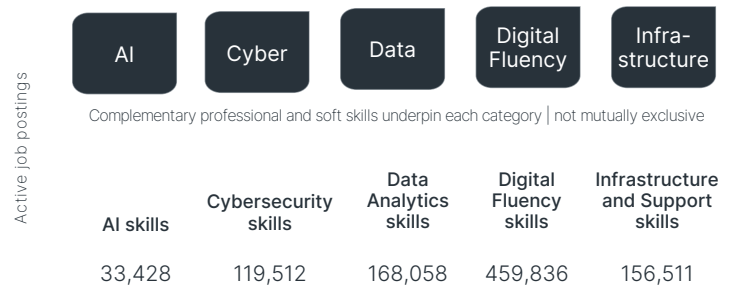 AI
Cyber
Data
Digital
Fluency
Infra-
structure
Complementary professional and soft skills underpin each category | not mutually exclusive
Active job postings
AI skills
Cybersecurity
skills
Data
Analytics
skills
Digital
Fluency
skills
Infrastructure
and Support
skills
33,428
119,512
168,058
459,836
156,511